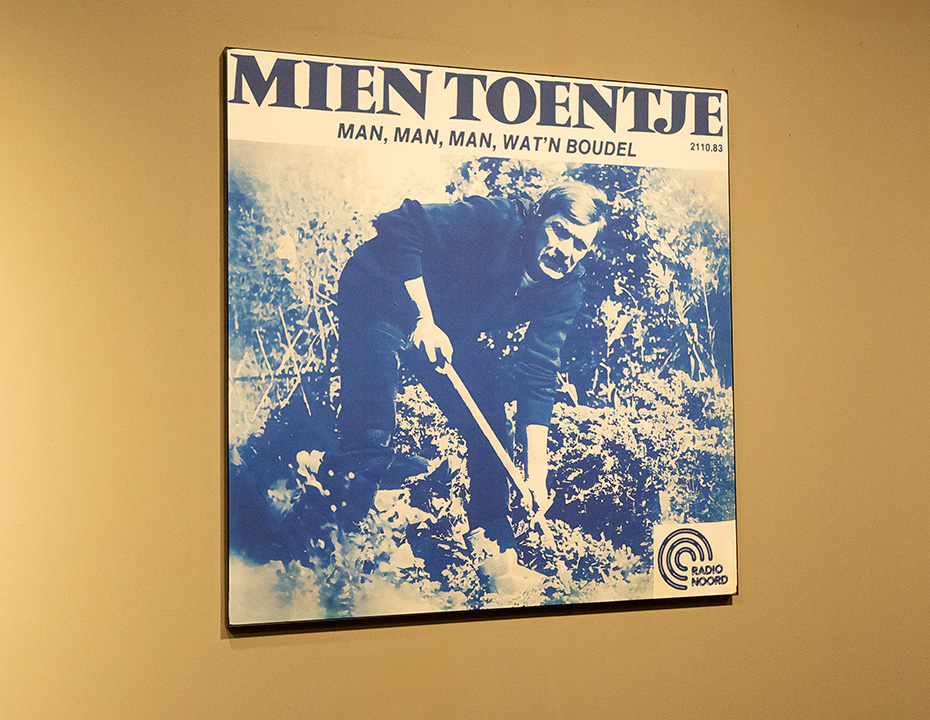 MIEN TOENTJE
MAN, MAN, MAN, WAT'N BOUDEL
2110.83
RADIO
NOORD